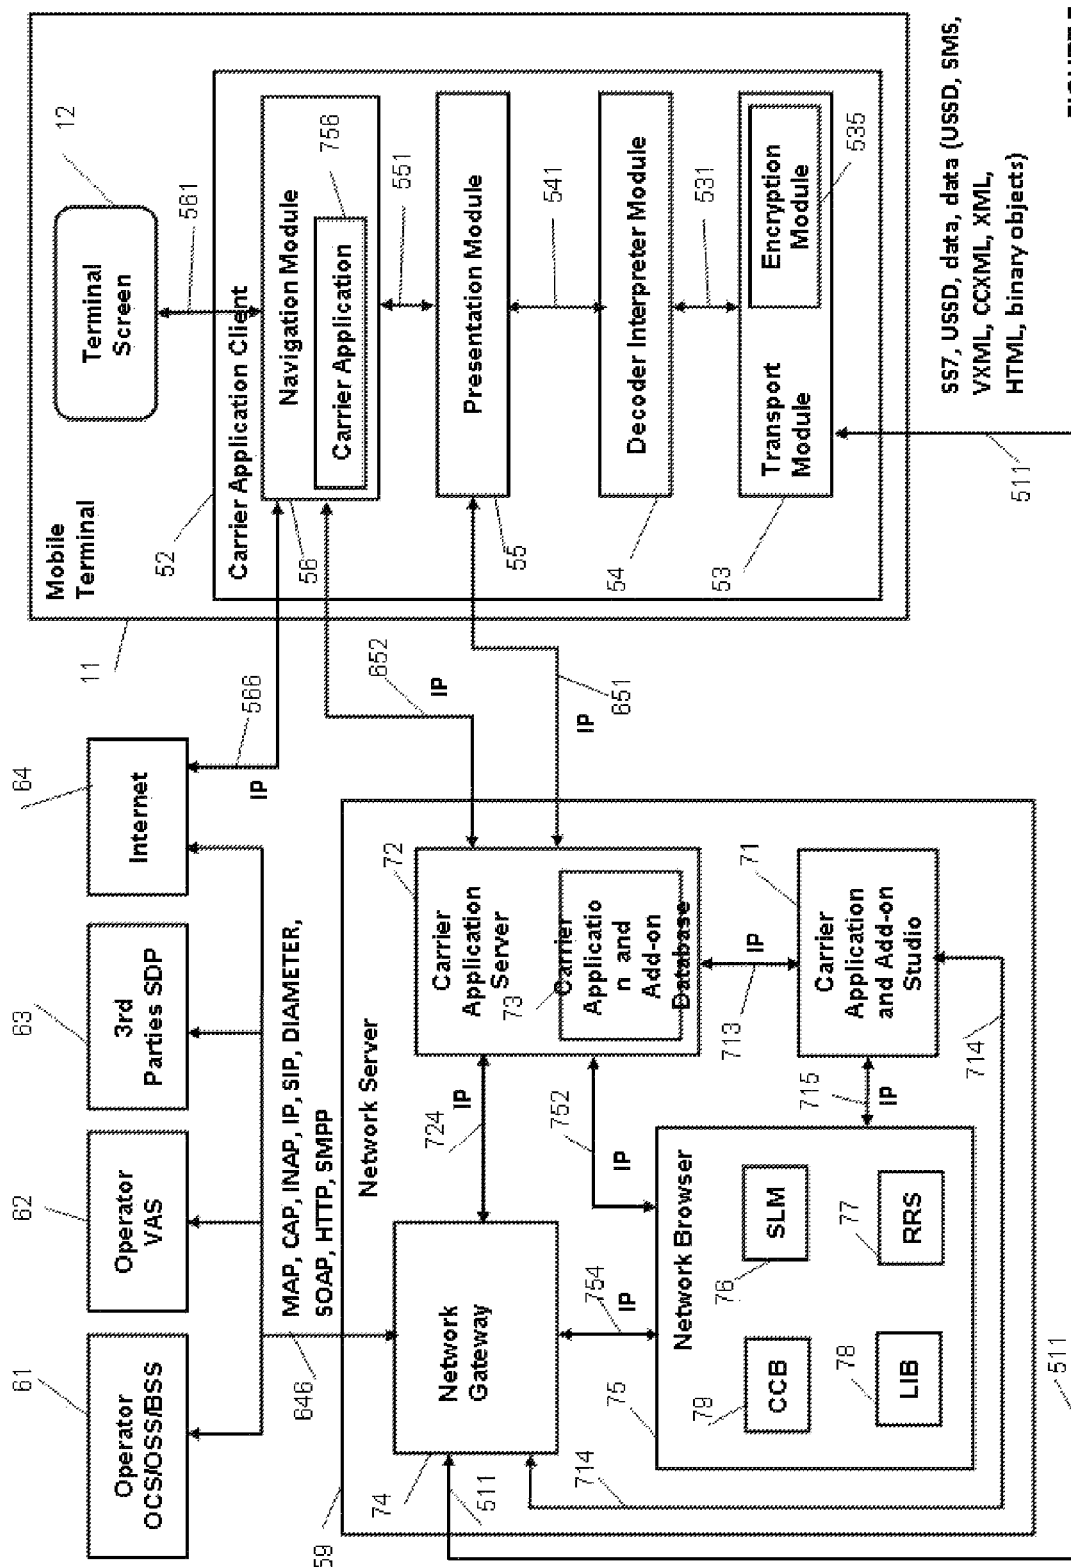 61
62
63
64
Operator
OCS/OSS/BSS
Operator
VAS
3rd
Parties SDP
Internet
IP
566
646
MAP, CAP, INAP, IP, SIP, DIAMETER,
SOAP, HTTP, SMPP
59
Network Server
74
511
Network
Gateway
724
IP
72
Carrier
Application
Server
73
Carrier
Applicatio
n and
Add-on
Database
652
IP
651
IP
754
IP
752
IP
713
IP
714
75
Network Browser
79
CCB
76
SLM
78
LIB
77
RRS
715
IP
71
Carrier
Application
and Add-on
Studio
714
511
11
Mobile
Terminal
12
Terminal
Screen
561
52
Carrier Application Client
56
Navigation Module
Carrier Application
756
551
55
Presentation Module
541
54
Decoder Interpreter Module
531
53
Transport
Module
Encryption
Module
535
511
SS7, USSD, data, data (USSD, SMS,
VXML, CCXML, XML,
HTML, binary objects)
FIGURE